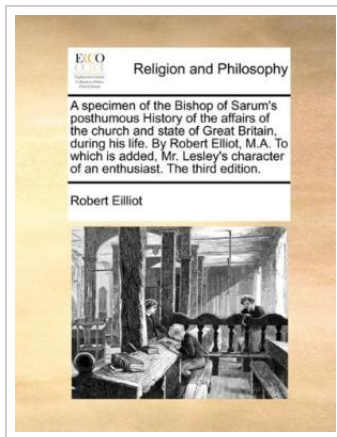 ECCO
Religion and Philosophy
A specimen of the Bishop of Sarum's
posthumous History of the affairs of
the church and state of Great Britain,
during his life. By Robert Elliot, M.A. To
which is added, Mr. Lesley's character
of an enthusiast. The third edition.
Robert Eilliot